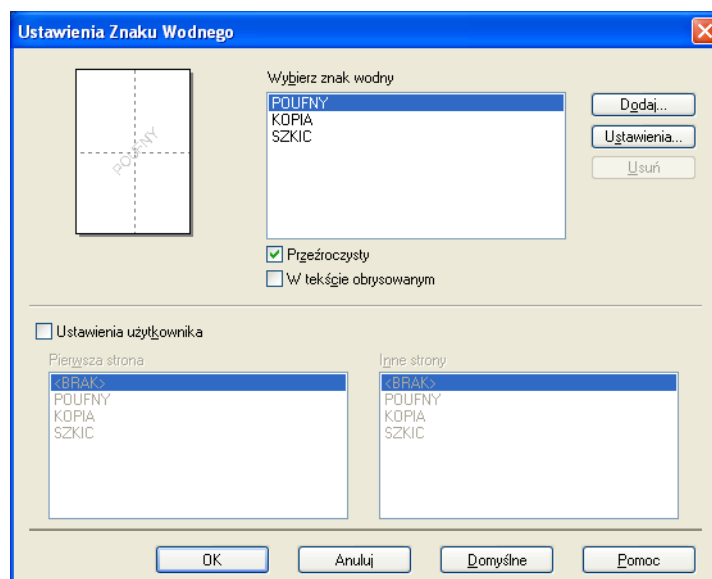 Ustawienia Znaku Wodnego
Wybierz znak wodny
POUFNY
POUFNY
KOPIA
SZKIC
Dodaj...
Ustawienia...
Usuń
Przeźroczysty
W tekście obrysowanym
Ustawienia użytkownika
Pierwsza strona
<BRAK>
POUFNY
KOPIA
SZKIC
Inne strony
<BRAK>
POUFNY
KOPIA
SZKIC
OK
Anuluj
Domyślne
Pomoc